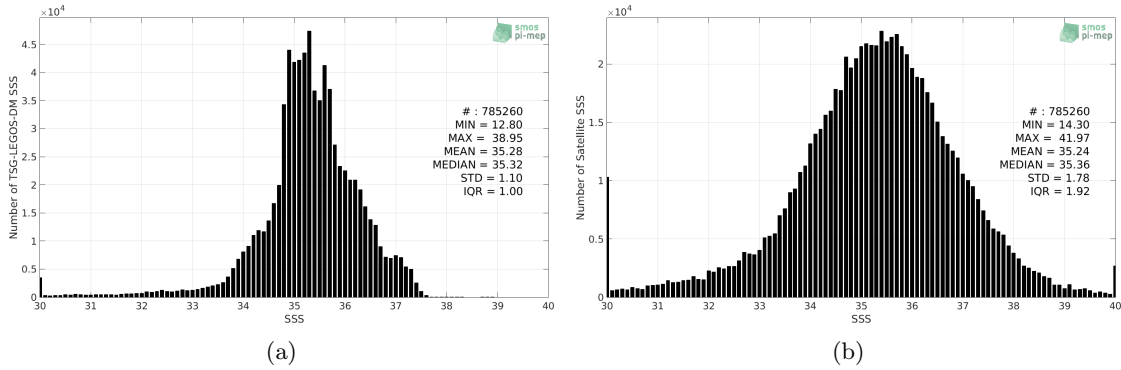 ×10⁴
4.5
4
3.5
3
2.5
2
1.5
1
0.5
0
Number of TSG-LEGOS-DM SSS
smos
pi-mep
# : 785260
MIN = 12.80
MAX = 38.95
MEAN = 35.28
MEDIAN = 35.32
STD = 1.10
IQR = 1.00
30 31 32 33 34 35 36 37 38 39 40
SSS
(a)
×10⁴
2
1.5
1
0.5
0
Number of Satellite SSS
smos
pi-mep
# : 785260
MIN = 14.30
MAX = 41.97
MEAN = 35.24
MEDIAN = 35.36
STD = 1.78
IQR = 1.92
30 31 32 33 34 35 36 37 38 39 40
SSS
(b)